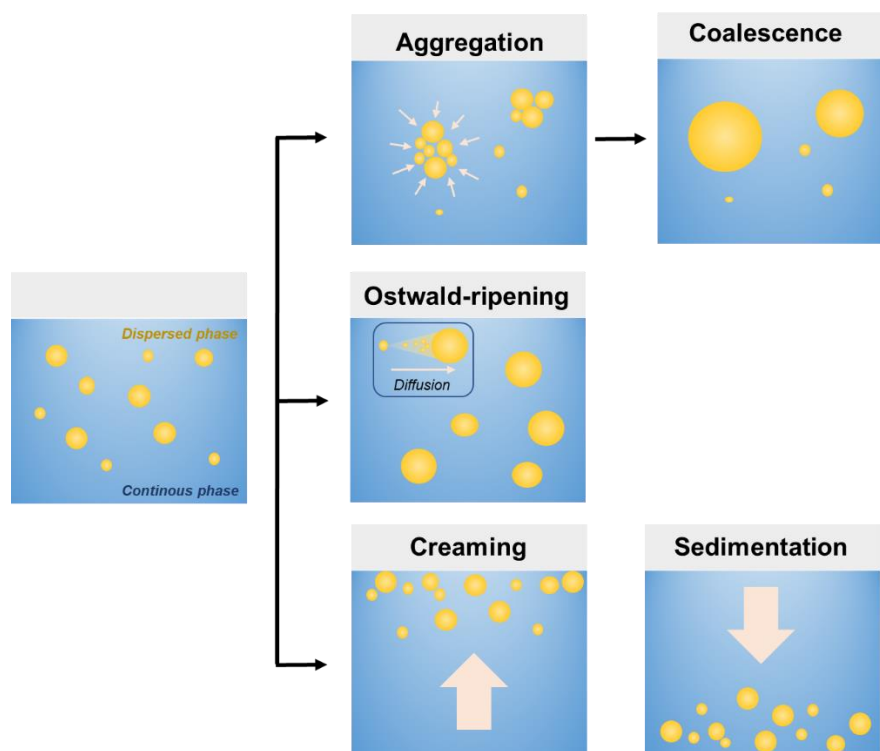 Aggregation
Coalescence
Dispersed phase
Continous phase
Ostwald-ripening
Diffusion
Creaming
Sedimentation